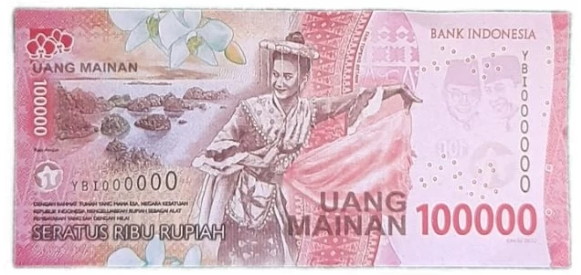 BANK INDONESIA
UANG MAINAN
100000
YBI000000
YBI000000
DENGAN RAHMAT TUHAN YANG MAHA ESA, NEGARA KESATUAN
REPUBLIK INDONESIA MENGELUARKAN RUPIAH SEBAGAI ALAT
PEMBAYARAN YANG SAH DENGAN NILAI
SERATUS RIBU RUPIAH
UANG
MAINAN 100000